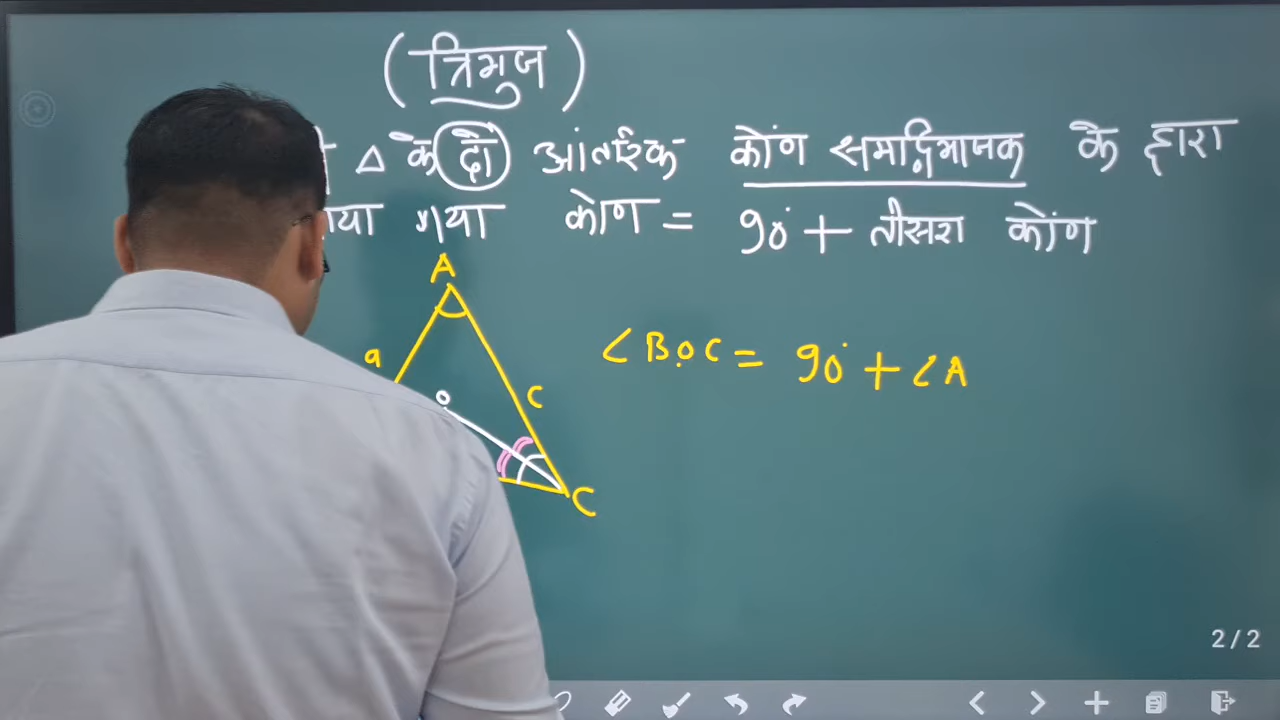 (त्रिभुज)
△ के दो आंतरिक कोंण समद्विभाजक के द्वारा
गया कोण = 90° + तीसरा कोंण
A
∠BOC = 90° + ∠A
a
o
c
C
2/2